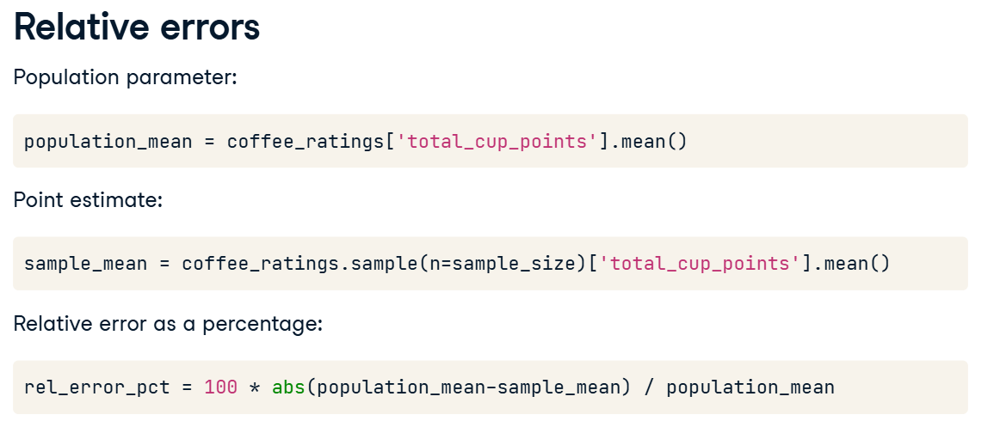 Relative errors
Population parameter:
population_mean = coffee_ratings['total_cup_points'].mean()
Point estimate:
sample_mean = coffee_ratings.sample(n=sample_size)['total_cup_points'].mean()
Relative error as a percentage:
rel_error_pct = 100 * abs(population_mean-sample_mean) / population_mean